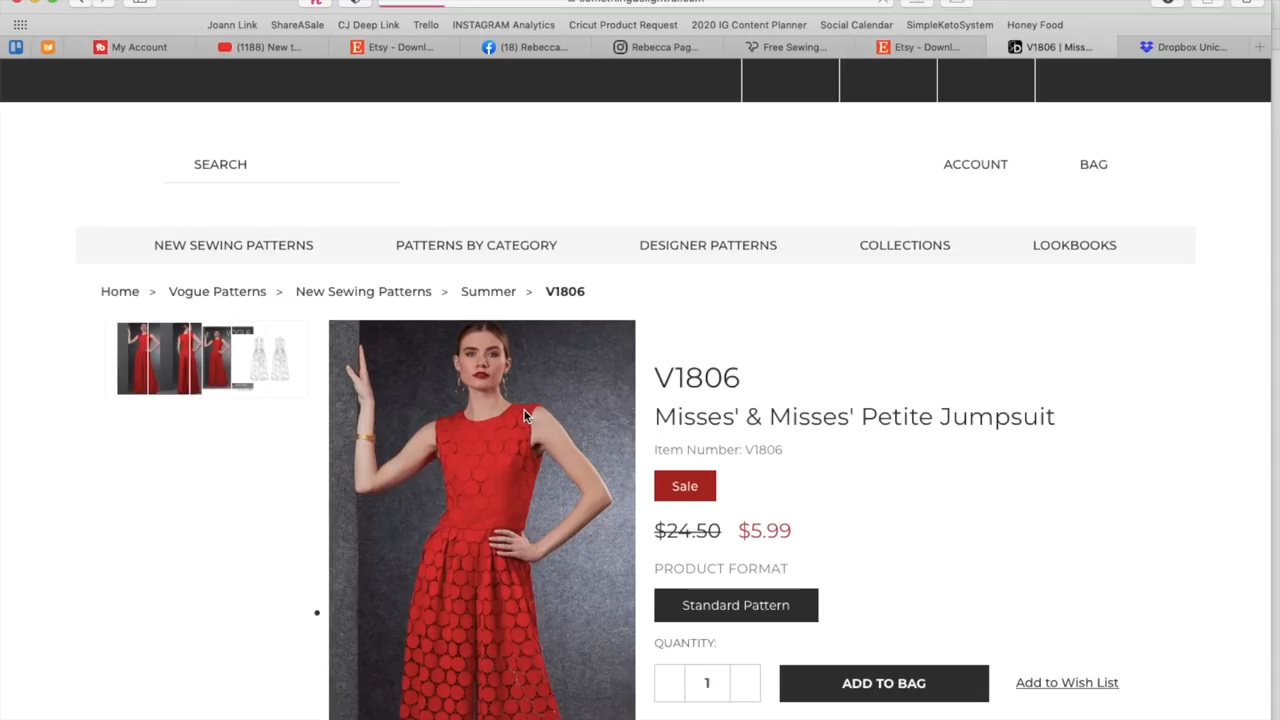 somethingdelightful.com
Joann Link ShareASale CJ Deep Link Trello INSTAGRAM Analytics Cricut Product Request 2020 IG Content Planner Social Calendar SimpleKetoSystem Honey Food
My Account (1188) New t... Etsy - Downl... (18) Rebecca... Rebecca Pag... Free Sewing... Etsy - Downl... V1806 | Miss... Dropbox Unic...
SEARCH
ACCOUNT BAG
NEW SEWING PATTERNS PATTERNS BY CATEGORY DESIGNER PATTERNS COLLECTIONS LOOKBOOKS
Home > Vogue Patterns > New Sewing Patterns > Summer > V1806
VOGUE
V1806
Misses' & Misses' Petite Jumpsuit
Item Number: V1806
Sale
$24.50 $5.99
PRODUCT FORMAT
Standard Pattern
QUANTITY:
1
ADD TO BAG
Add to Wish List